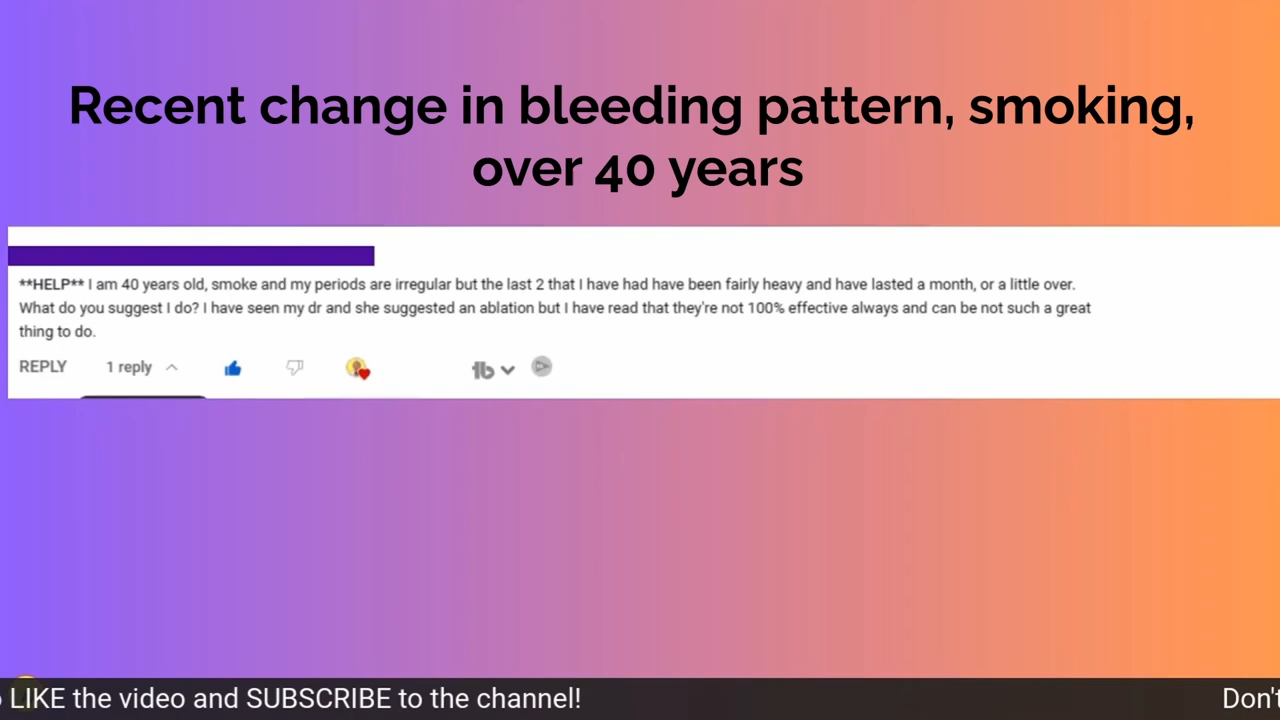 Recent change in bleeding pattern, smoking,
over 40 years
**HELP** I am 40 years old, smoke and my periods are irregular but the last 2 that I have had have been fairly heavy and have lasted a month, or a little over.
What do you suggest I do? I have seen my dr and she suggested an ablation but I have read that they're not 100% effective always and can be not such a great
thing to do.
REPLY 1 reply
LIKE the video and SUBSCRIBE to the channel! Don't